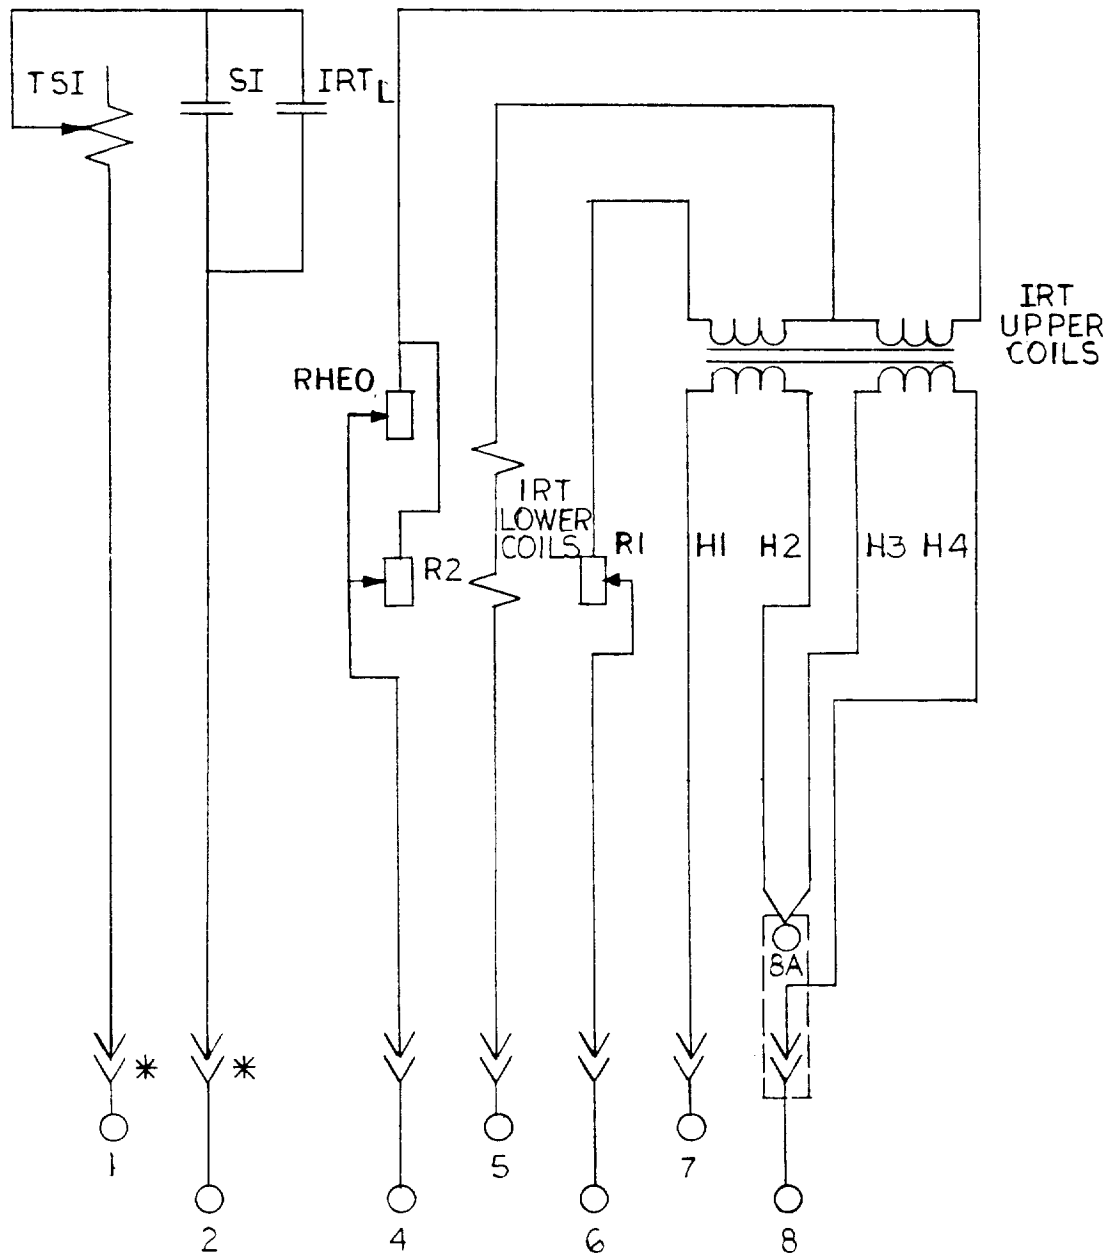 TSI
SI
IRTL
IRT
UPPER
COILS
RHEO
IRT
LOWER
COILS
R2
R1
H1
H2
H3
H4
8A
*
*
1
5
7
2
4
6
8